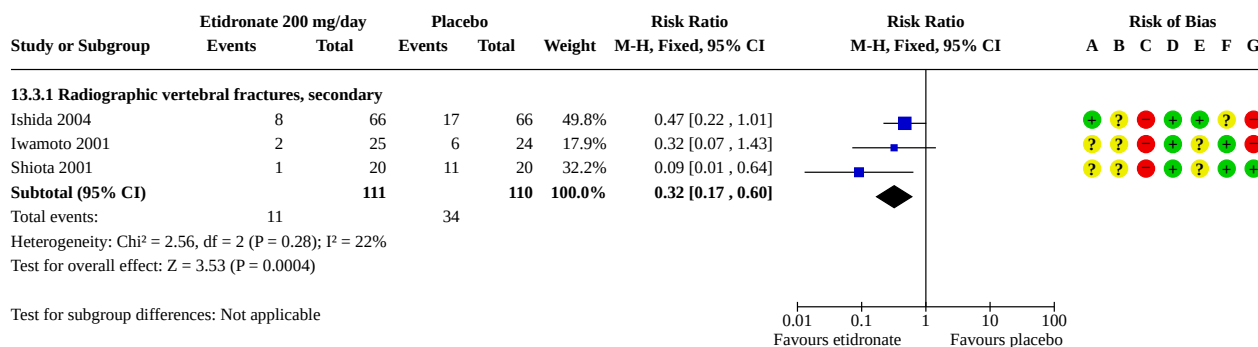 Etidronate 200 mg/day Placebo Risk Ratio Risk Ratio Risk of Bias
Study or Subgroup Events Total Events Total Weight M-H, Fixed, 95% CI M-H, Fixed, 95% CI A B C D E F G
13.3.1 Radiographic vertebral fractures, secondary
Ishida 2004 8 66 17 66 49.8% 0.47 [0.22 , 1.01] + ? − + + ? −
Iwamoto 2001 2 25 6 24 17.9% 0.32 [0.07 , 1.43] ? ? − + ? + −
Shiota 2001 1 20 11 20 32.2% 0.09 [0.01 , 0.64] ? ? − + ? + +
Subtotal (95% CI) 111 110 100.0% 0.32 [0.17 , 0.60]
Total events: 11 34
Heterogeneity: Chi² = 2.56, df = 2 (P = 0.28); I² = 22%
Test for overall effect: Z = 3.53 (P = 0.0004)
Test for subgroup differences: Not applicable
0.01 0.1 1 10 100
Favours etidronate Favours placebo